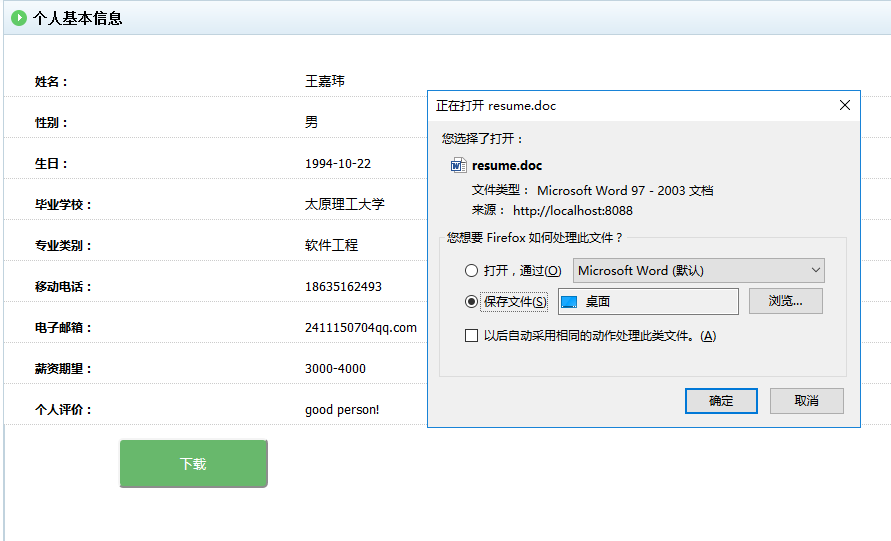 个人基本信息
姓名： 王嘉玮
性别： 男
生日： 1994-10-22
毕业学校： 太原理工大学
专业类别： 软件工程
移动电话： 18635162493
电子邮箱： 2411150704qq.com
薪资期望： 3000-4000
个人评价： good person!
下载
正在打开 resume.doc
您选择了打开：
resume.doc
文件类型： Microsoft Word 97 - 2003 文档
来源： http://localhost:8088
您想要 Firefox 如何处理此文件？
打开，通过(O) Microsoft Word (默认)
保存文件(S) 桌面 浏览...
以后自动采用相同的动作处理此类文件。(A)
确定 取消